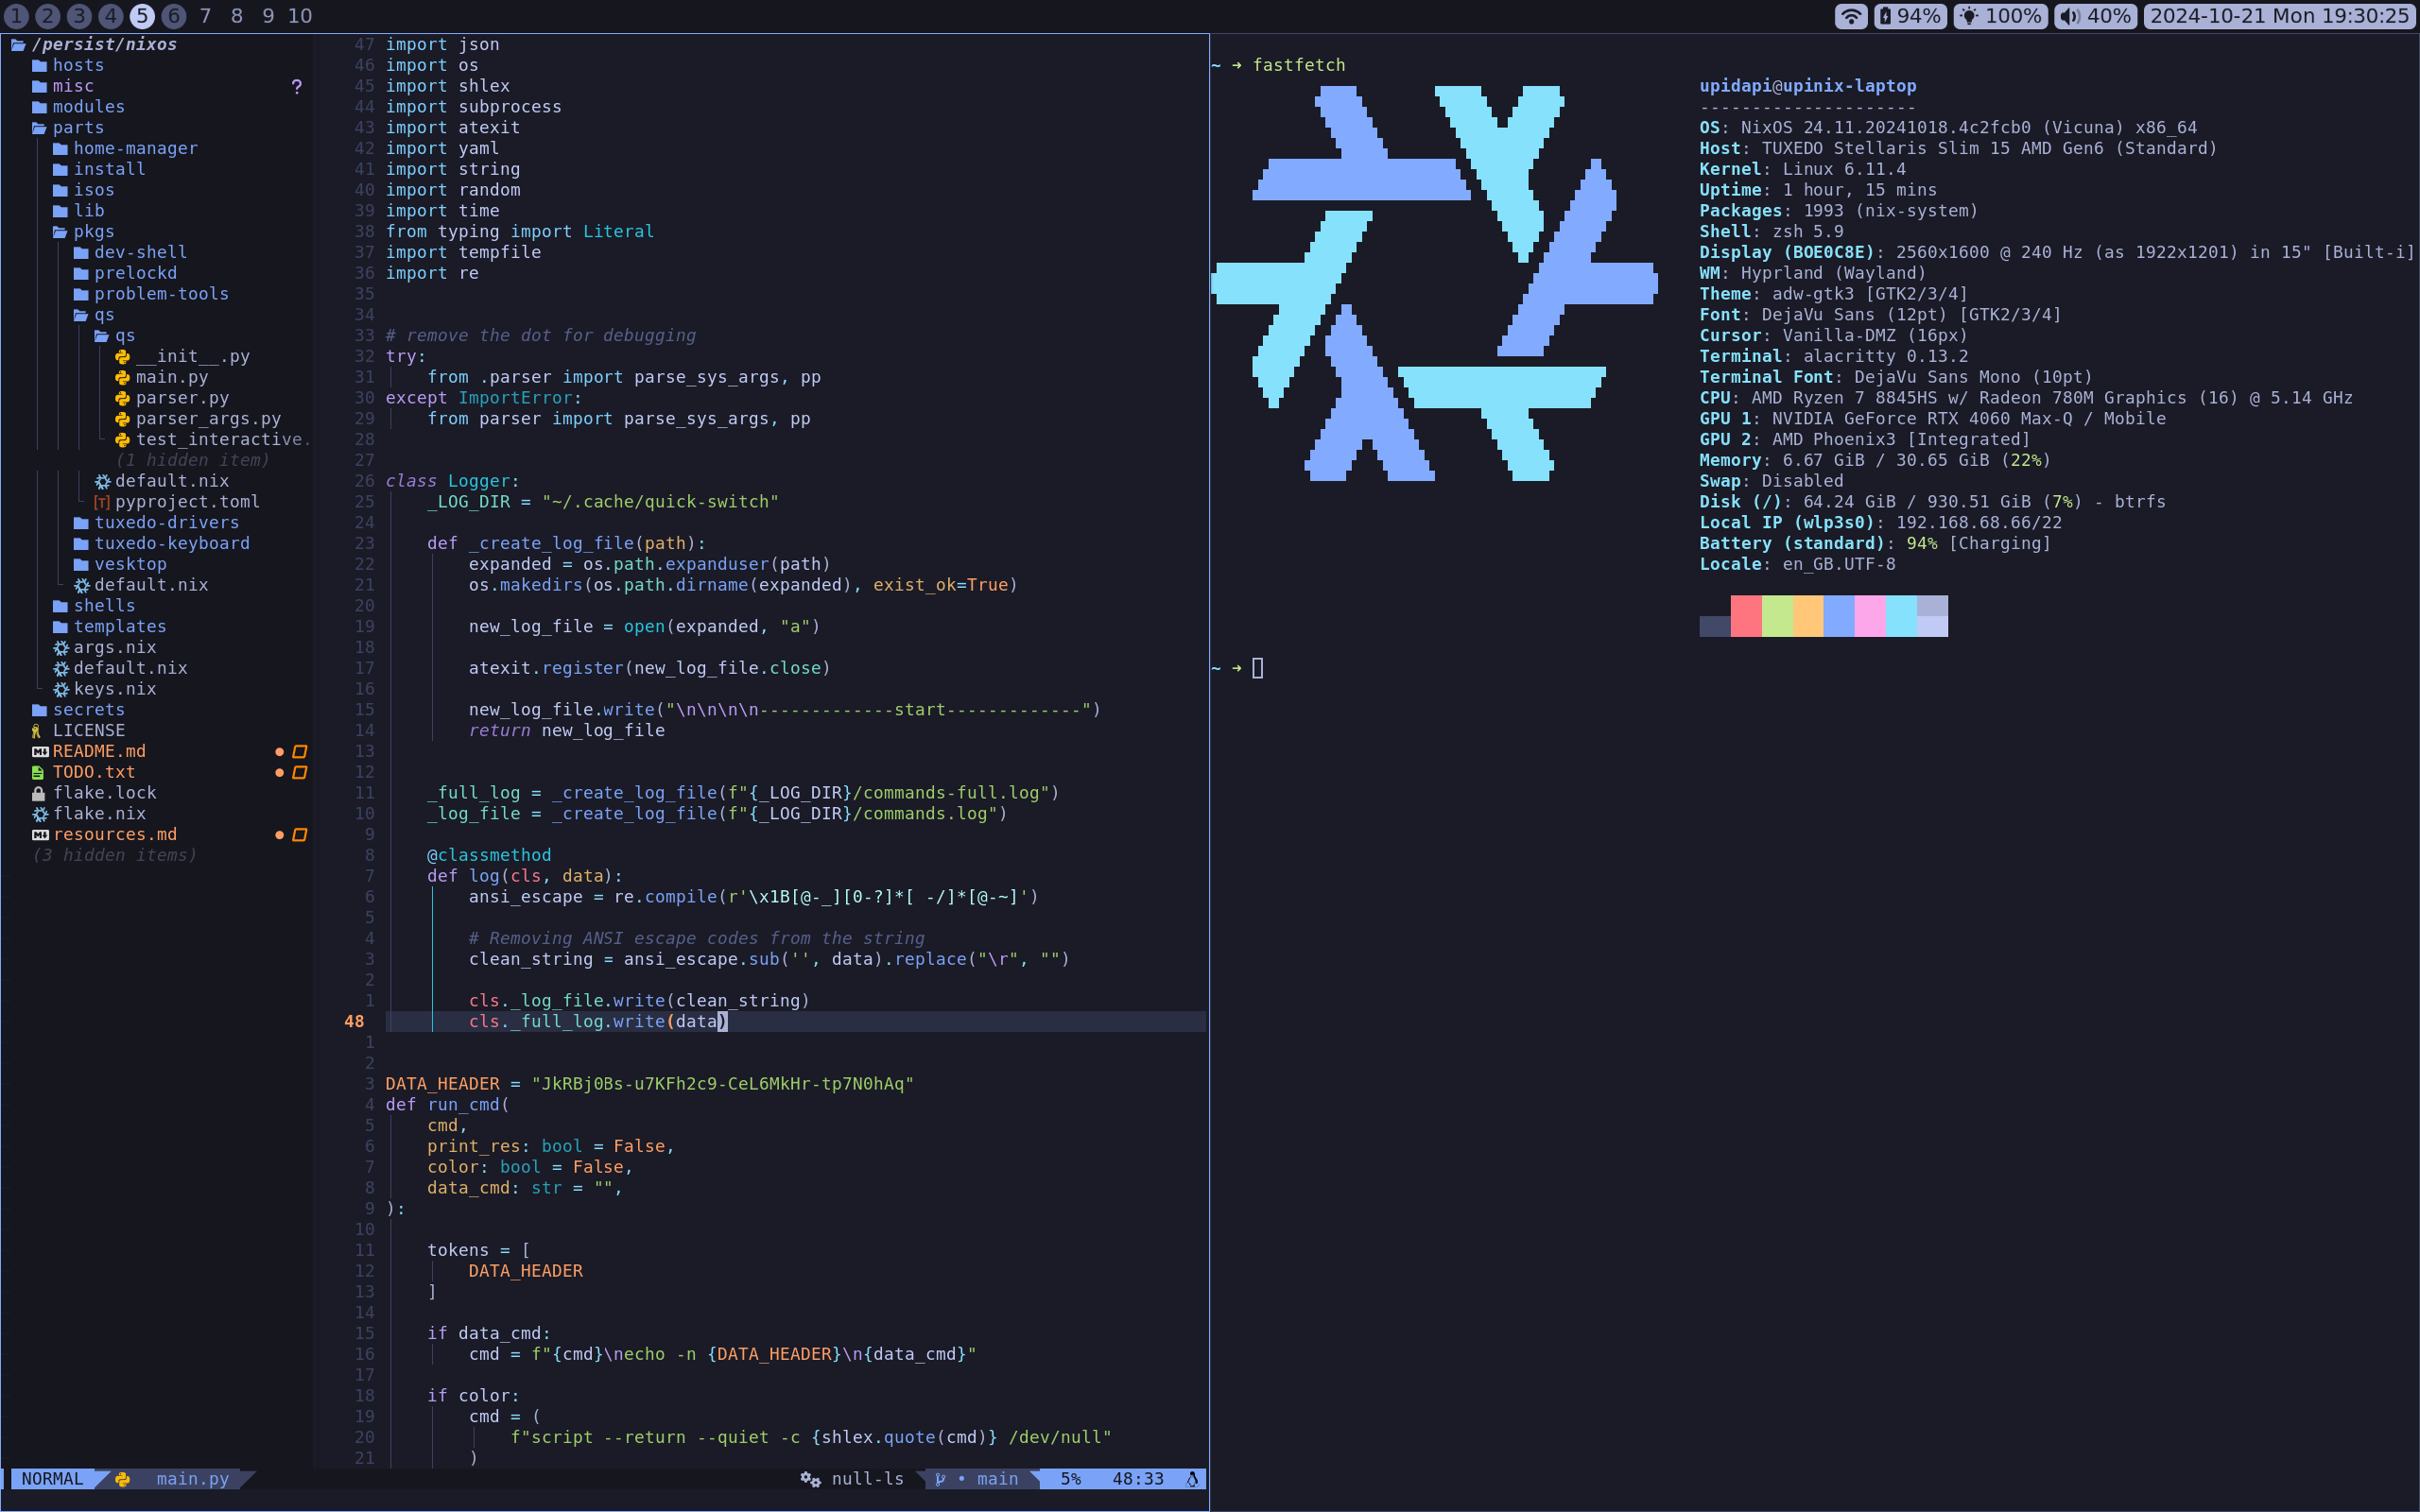 1 2 3 4 5 6 7 8 9 10
94% 100% 40% 2024-10-21 Mon 19:30:25
/persist/nixos
hosts
misc ?
modules
parts
home-manager
install
isos
lib
pkgs
dev-shell
prelockd
problem-tools
qs
qs
__init__.py
main.py
parser.py
parser_args.py
test_interactive.
(1 hidden item)
default.nix
pyproject.toml
tuxedo-drivers
tuxedo-keyboard
vesktop
default.nix
shells
templates
args.nix
default.nix
keys.nix
secrets
LICENSE
README.md
TODO.txt
flake.lock
flake.nix
resources.md
(3 hidden items)
47 import json
46 import os
45 import shlex
44 import subprocess
43 import atexit
42 import yaml
41 import string
40 import random
39 import time
38 from typing import Literal
37 import tempfile
36 import re
35
34
33 # remove the dot for debugging
32 try:
31     from .parser import parse_sys_args, pp
30 except ImportError:
29     from parser import parse_sys_args, pp
28
27
26 class Logger:
25     _LOG_DIR = "~/.cache/quick-switch"
24
23     def _create_log_file(path):
22         expanded = os.path.expanduser(path)
21         os.makedirs(os.path.dirname(expanded), exist_ok=True)
20
19         new_log_file = open(expanded, "a")
18
17         atexit.register(new_log_file.close)
16
15         new_log_file.write("\n\n\n\n-------------start-------------")
14         return new_log_file
13
12
11     _full_log = _create_log_file(f"{_LOG_DIR}/commands-full.log")
10     _log_file = _create_log_file(f"{_LOG_DIR}/commands.log")
9
8     @classmethod
7     def log(cls, data):
6         ansi_escape = re.compile(r'\x1B[@-_][0-?]*[ -/]*[@-~]')
5
4         # Removing ANSI escape codes from the string
3         clean_string = ansi_escape.sub('', data).replace("\r", "")
2
1         cls._log_file.write(clean_string)
48         cls._full_log.write(data)
1
2
3 DATA_HEADER = "JkRBj0Bs-u7KFh2c9-CeL6MkHr-tp7N0hAq"
4 def run_cmd(
5     cmd,
6     print_res: bool = False,
7     color: bool = False,
8     data_cmd: str = "",
9 ):
10
11     tokens = [
12         DATA_HEADER
13     ]
14
15     if data_cmd:
16         cmd = f"{cmd}\necho -n {DATA_HEADER}\n{data_cmd}"
17
18     if color:
19         cmd = (
20             f"script --return --quiet -c {shlex.quote(cmd)} /dev/null"
21         )
NORMAL main.py null-ls • main 5% 48:33
~ ➜ fastfetch
upidapi@upinix-laptop
---------------------
OS: NixOS 24.11.20241018.4c2fcb0 (Vicuna) x86_64
Host: TUXEDO Stellaris Slim 15 AMD Gen6 (Standard)
Kernel: Linux 6.11.4
Uptime: 1 hour, 15 mins
Packages: 1993 (nix-system)
Shell: zsh 5.9
Display (BOE0C8E): 2560x1600 @ 240 Hz (as 1922x1201) in 15" [Built-i]
WM: Hyprland (Wayland)
Theme: adw-gtk3 [GTK2/3/4]
Font: DejaVu Sans (12pt) [GTK2/3/4]
Cursor: Vanilla-DMZ (16px)
Terminal: alacritty 0.13.2
Terminal Font: DejaVu Sans Mono (10pt)
CPU: AMD Ryzen 7 8845HS w/ Radeon 780M Graphics (16) @ 5.14 GHz
GPU 1: NVIDIA GeForce RTX 4060 Max-Q / Mobile
GPU 2: AMD Phoenix3 [Integrated]
Memory: 6.67 GiB / 30.65 GiB (22%)
Swap: Disabled
Disk (/): 64.24 GiB / 930.51 GiB (7%) - btrfs
Local IP (wlp3s0): 192.168.68.66/22
Battery (standard): 94% [Charging]
Locale: en_GB.UTF-8
~ ➜